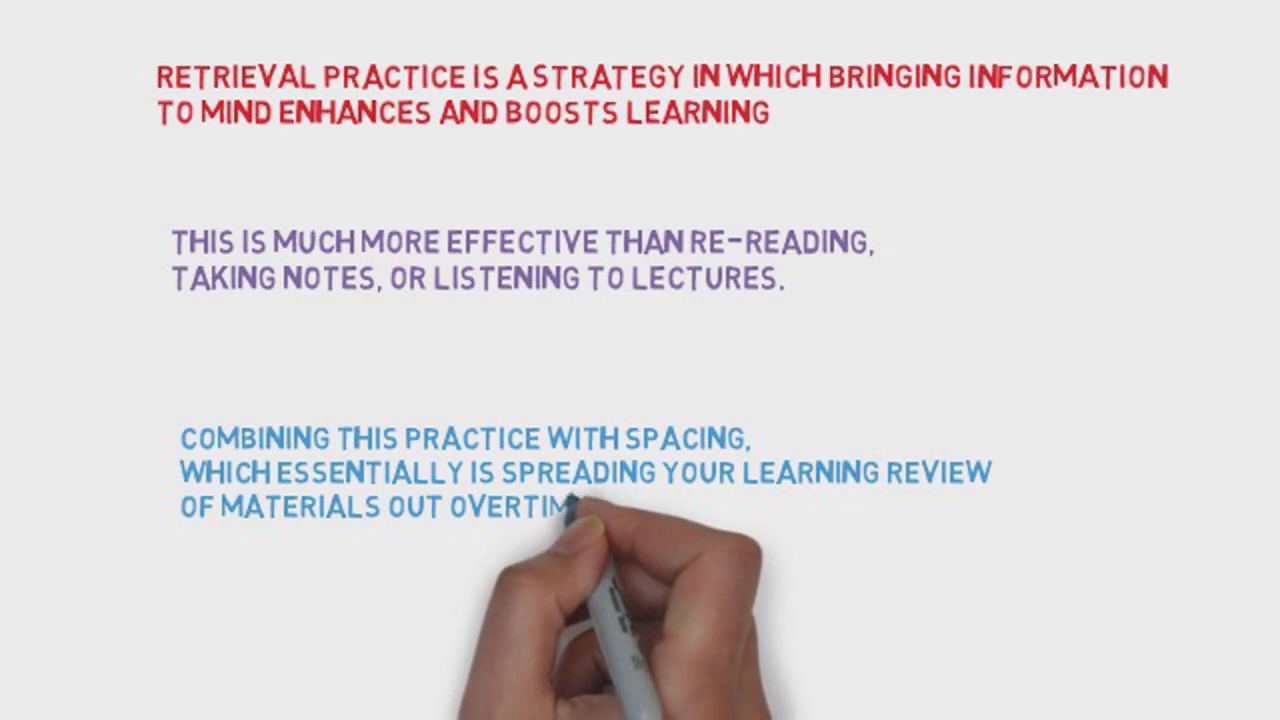 RETRIEVAL PRACTICE IS A STRATEGY IN WHICH BRINGING INFORMATION
TO MIND ENHANCES AND BOOSTS LEARNING
THIS IS MUCH MORE EFFECTIVE THAN RE-READING,
TAKING NOTES, OR LISTENING TO LECTURES.
COMBINING THIS PRACTICE WITH SPACING,
WHICH ESSENTIALLY IS SPREADING YOUR LEARNING REVIEW
OF MATERIALS OUT